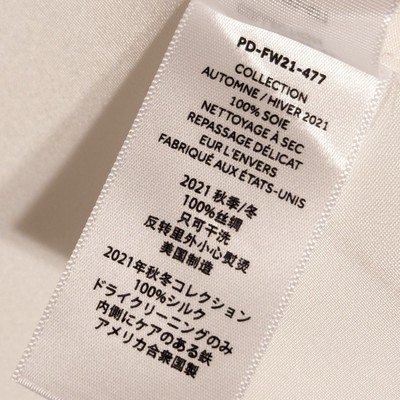 PD-FW21-477
COLLECTION
AUTOMNE / HIVER 2021
100% SOIE
NETTOYAGE À SEC
REPASSAGE DÉLICAT
EUR L'ENVERS
FABRIQUÉ AUX ÉTATS-UNIS
2021 秋季/冬
100%丝绸
只可干洗
反转里外小心熨烫
美国制造
2021年秋冬コレクション
100%シルク
ドライクリーニングのみ
内側にケアのある鉄
アメリカ合衆国製